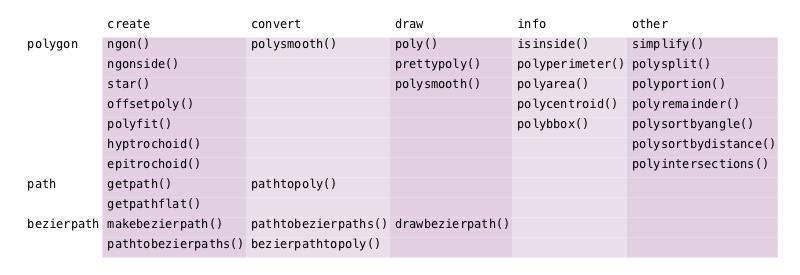 create convert draw info other
polygon ngon() polysmooth() poly() isinside() simplify()
ngonside() prettypoly() polyperimeter() polysplit()
star() polysmooth() polyarea() polyportion()
offsetpoly() polycentroid() polyremainder()
polyfit() polybbox() polysortbyangle()
hyptrochoid() polysortbydistance()
epitrochoid() polyintersections()
path getpath() pathtopoly()
getpathflat()
bezierpath makebezierpath() pathtobezierpaths() drawbezierpath()
pathtobezierpaths() bezierpathtopoly()